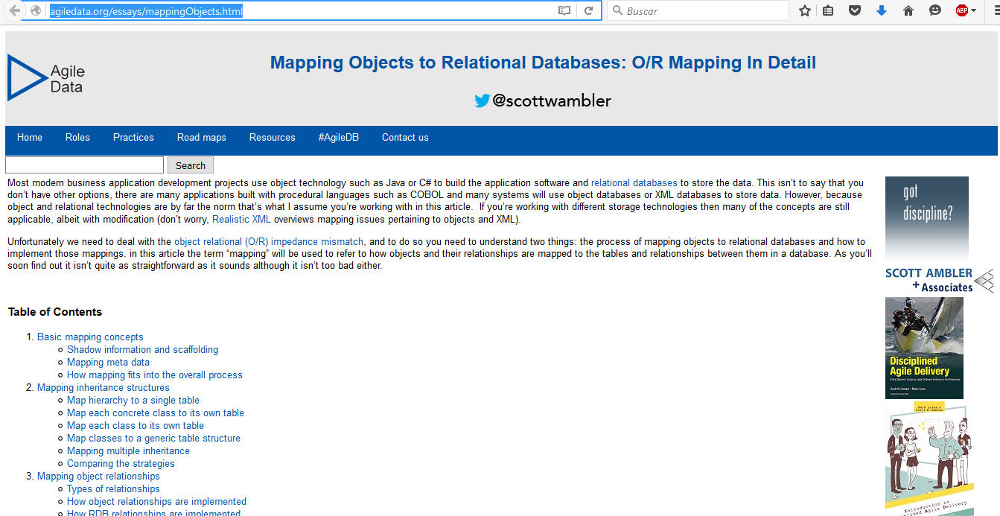 agiledata.org/essays/mappingObjects.html
Buscar
ABP
Agile
Data
Mapping Objects to Relational Databases: O/R Mapping In Detail
@scottwambler
Home Roles Practices Road maps Resources #AgileDB Contact us
Search
Most modern business application development projects use object technology such as Java or C# to build the application software and relational databases to store the data. This isn't to say that you
don't have other options, there are many applications built with procedural languages such as COBOL and many systems will use object databases or XML databases to store data. However, because
object and relational technologies are by far the norm that's what I assume you're working with in this article. If you're working with different storage technologies then many of the concepts are still
applicable, albeit with modification (don't worry, Realistic XML overviews mapping issues pertaining to objects and XML).
Unfortunately we need to deal with the object relational (O/R) impedance mismatch, and to do so you need to understand two things: the process of mapping objects to relational databases and how to
implement those mappings. in this article the term “mapping” will be used to refer to how objects and their relationships are mapped to the tables and relationships between them in a database. As you'll
soon find out it isn't quite as straightforward as it sounds although it isn't too bad either.
Table of Contents
1. Basic mapping concepts
Shadow information and scaffolding
Mapping meta data
How mapping fits into the overall process
2. Mapping inheritance structures
Map hierarchy to a single table
Map each concrete class to its own table
Map each class to its own table
Map classes to a generic table structure
Mapping multiple inheritance
Comparing the strategies
3. Mapping object relationships
Types of relationships
How object relationships are implemented
How RDB relationships are implemented
got
discipline?
SCOTT AMBLER
+ Associates
Disciplined
Agile Delivery
A Practitioner's Guide to Agile Software Delivery in the Enterprise
Scott W. Ambler • Mark Lines
Mark Lines &
Scott W. Ambler
Introduction to
Disciplined Agile Delivery